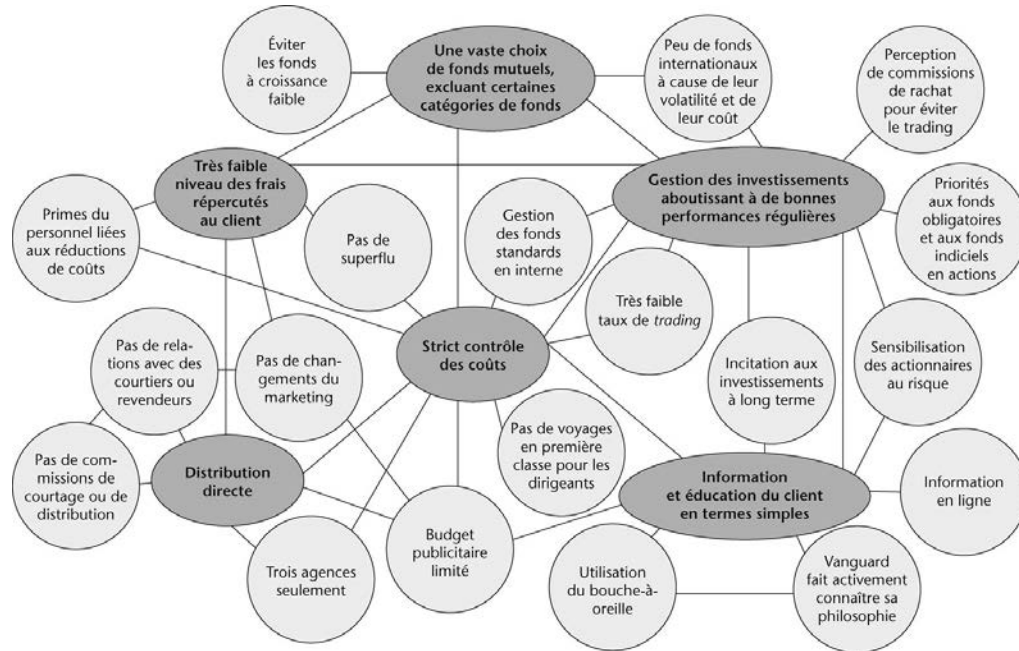 Éviter
les fonds
à croissance
faible
Une vaste choix
de fonds mutuels,
excluant certaines
catégories de fonds
Peu de fonds
internationaux
à cause de leur
volatilité et de
leur coût
Perception
de commissions
de rachat
pour éviter
le trading
Très faible
niveau des frais
répercutés
au client
Gestion des investissements
aboutissant à de bonnes
performances régulières
Priorités
aux fonds
obligatoires
et aux fonds
indiciels
en actions
Primes du
personnel liées
aux réductions
de coûts
Pas de
superflu
Gestion
des fonds
standards
en interne
Très faible
taux de trading
Strict contrôle
des coûts
Pas de rela-
tions avec des
courtiers ou
revendeurs
Pas de chan-
gements du
marketing
Incitation aux
investissements
à long terme
Sensibilisation
des actionnaires
au risque
Pas de voyages
en première
classe pour les
dirigeants
Pas de com-
missions de
courtage ou de
distribution
Distribution
directe
Information
et éducation du client
en termes simples
Information
en ligne
Trois agences
seulement
Budget
publicitaire
limité
Utilisation
du bouche-à-
oreille
Vanguard
fait activement
connaître sa
philosophie